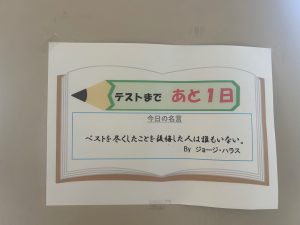 テストまで あと1日
今日の名言
ベストを尽くしたことを後悔した人は誰もいない。
By ジョージ・ハラス